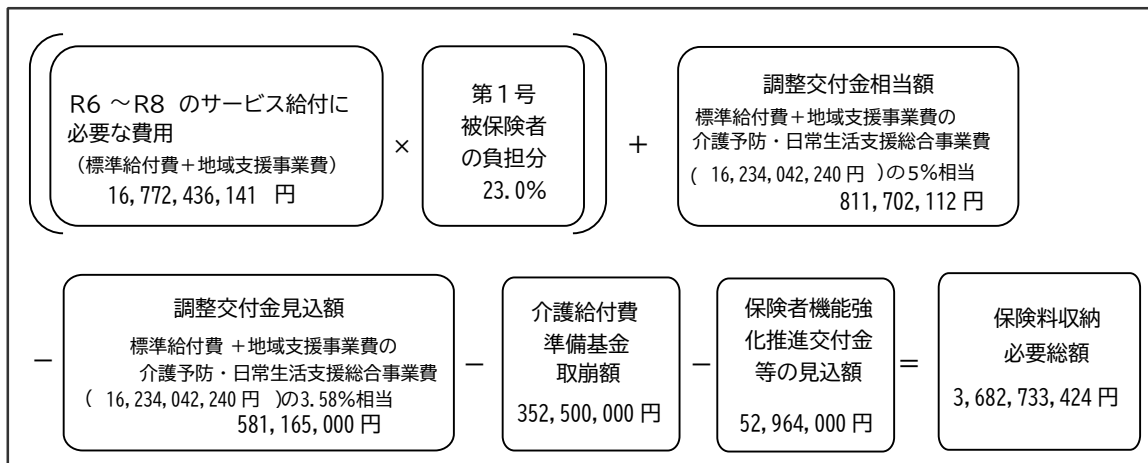 R6 ~R8 のサービス給付に
必要な費用
(標準給付費+地域支援事業費)
16,772,436,141 円
×
第1号
被保険者
の負担分
23.0%
+
調整交付金相当額
標準給付費+地域支援事業費の
介護予防・日常生活支援総合事業費
( 16,234,042,240 円 )の5%相当
811,702,112 円
-
調整交付金見込額
標準給付費 +地域支援事業費の
介護予防・日常生活支援総合事業費
( 16,234,042,240 円 )の3.58%相当
581,165,000 円
-
介護給付費
準備基金
取崩額
352,500,000 円
-
保険者機能強
化推進交付金
等の見込額
52,964,000 円
=
保険料収納
必要総額
3,682,733,424 円